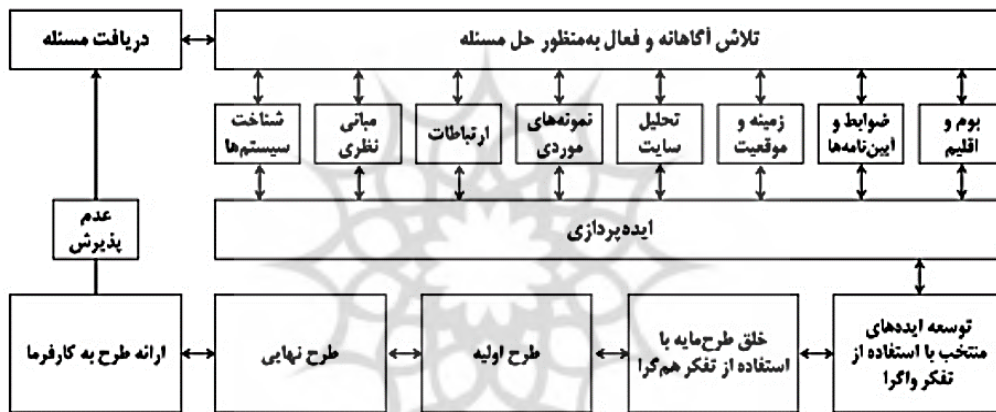 تلاش آگاهانه و فعال به‌منظور حل مسئله
دریافت مسئله
بوم و
اقلیم
ضوابط و
آیین‌نامه‌ها
زمینه و
موقعیت
تحلیل
سایت
نمونه‌های
موردی
ارتباطات
مبانی
نظری
شناخت
سیستم‌ها
ایده‌پردازی
عدم
پذیرش
توسعه ایده‌های
منتخب با استفاده از
تفکر واگرا
خلق طرح‌مایه با
استفاده از تفکر هم‌گرا
طرح اولیه
طرح نهایی
ارائه طرح به کارفرما